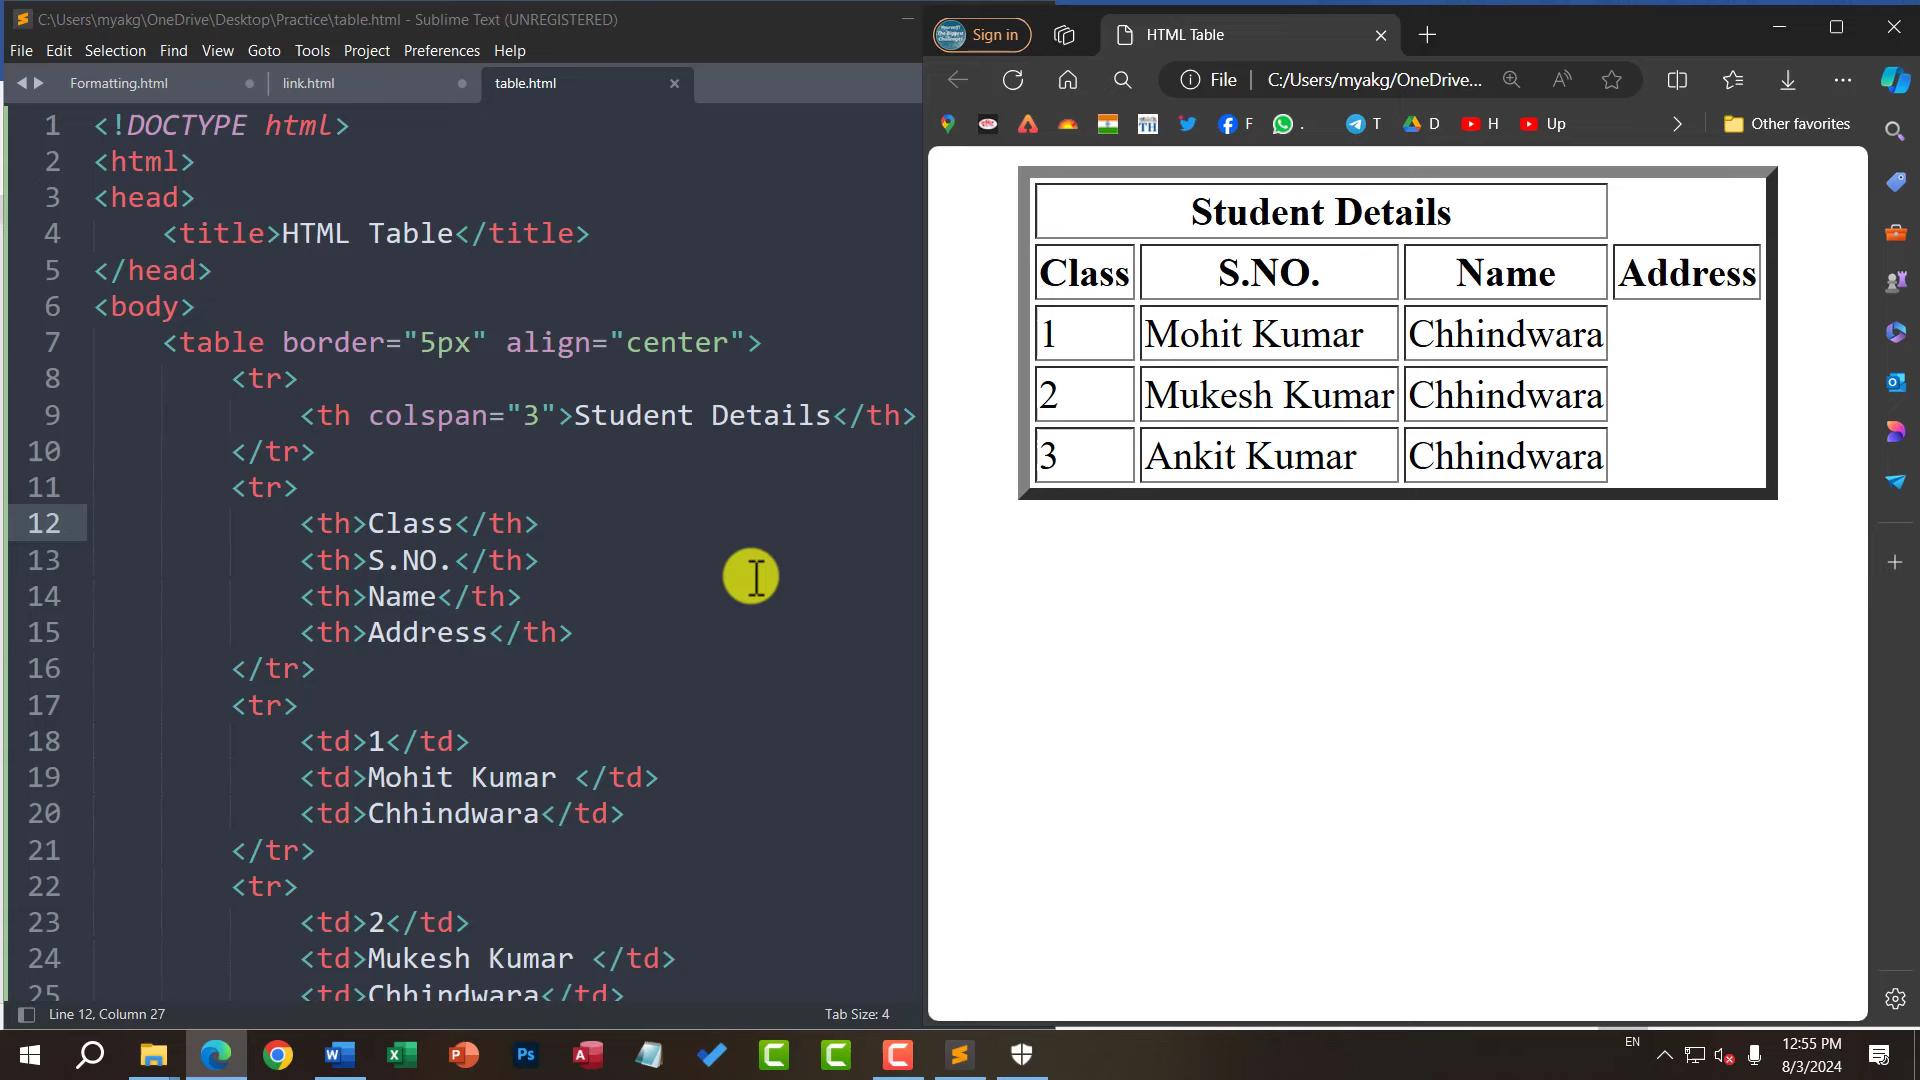 C:\Users\myakg\OneDrive\Desktop\Practice\table.html - Sublime Text (UNREGISTERED)
File Edit Selection Find View Goto Tools Project Preferences Help
Formatting.html link.html table.html
1 <!DOCTYPE html>
2 <html>
3 <head>
4 <title>HTML Table</title>
5 </head>
6 <body>
7 <table border="5px" align="center">
8 <tr>
9 <th colspan="3">Student Details</th>
10 </tr>
11 <tr>
12 <th>Class</th>
13 <th>S.NO.</th>
14 <th>Name</th>
15 <th>Address</th>
16 </tr>
17 <tr>
18 <td>1</td>
19 <td>Mohit Kumar </td>
20 <td>Chhindwara</td>
21 </tr>
22 <tr>
23 <td>2</td>
24 <td>Mukesh Kumar </td>
25 <td>Chhindwara</td>
Line 12, Column 27 Tab Size: 4
Sign in HTML Table
File C:/Users/myakg/OneDrive...
TH F . T D H Up Other favorites
Student Details
Class S.NO. Name Address
1 Mohit Kumar Chhindwara
2 Mukesh Kumar Chhindwara
3 Ankit Kumar Chhindwara
EN 12:55 PM
8/3/2024